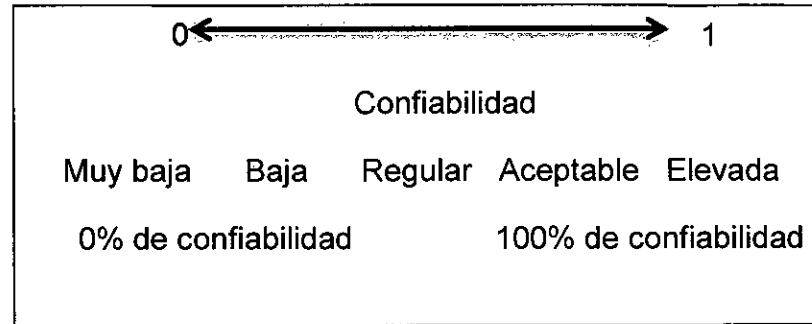 0 1
Confiabilidad
Muy baja Baja Regular Aceptable Elevada
0% de confiabilidad 100% de confiabilidad